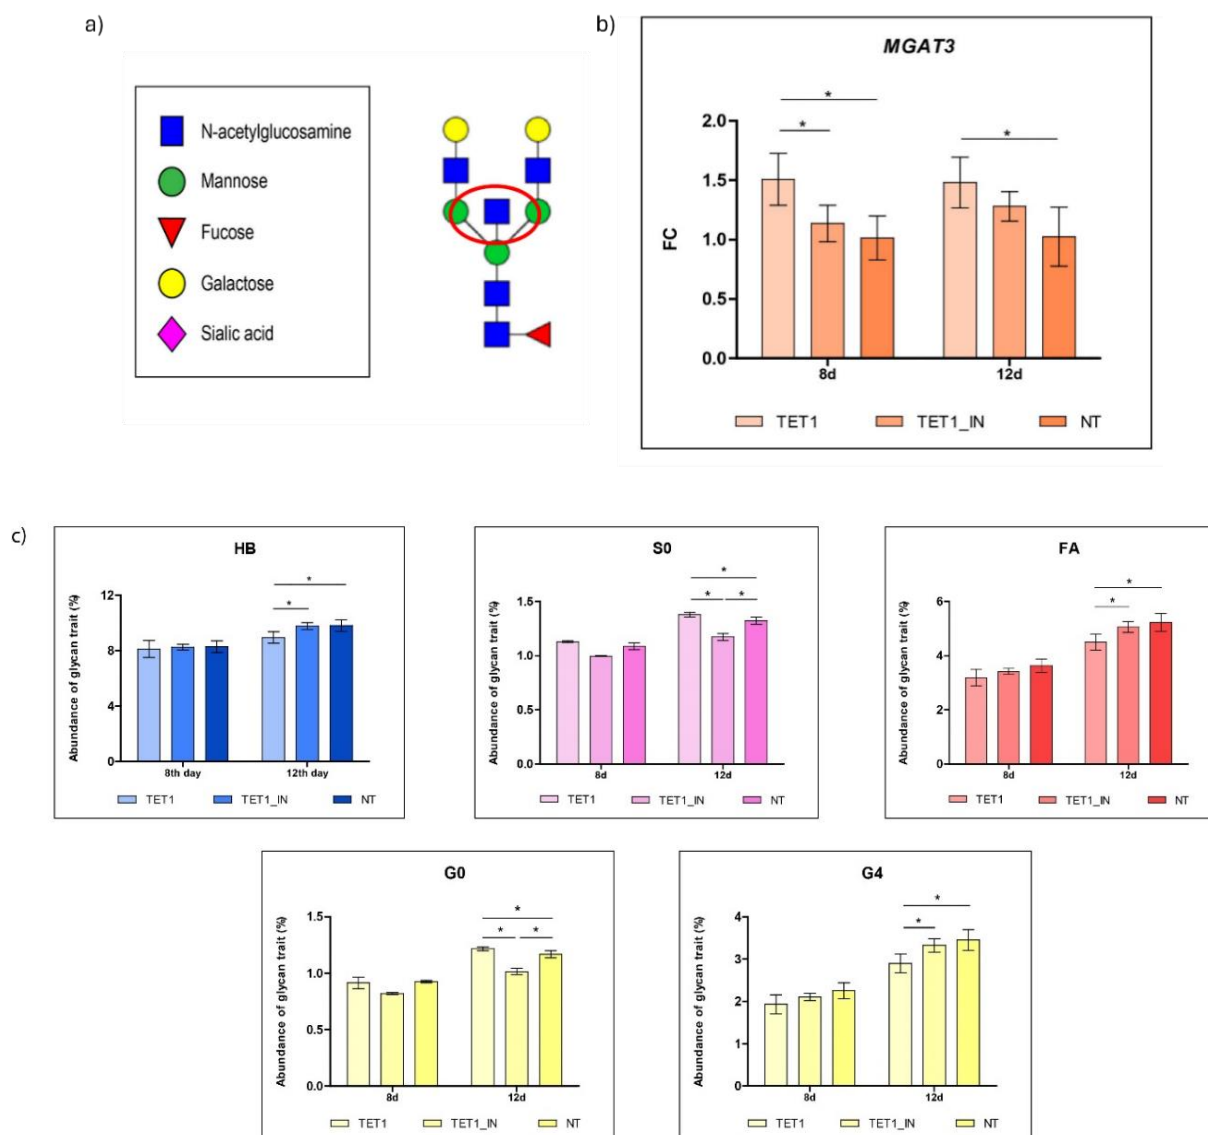 a)
N-acetylglucosamine
Mannose
Fucose
Galactose
Sialic acid
b)
MGAT3
*
*
*
2.0
1.5
1.0
0.5
0.0
FC
8d 12d
TET1 TET1_IN NT
c)
HB
Abundance of glycan trait (%)
12
8
4
0
*
*
8th day 12th day
TET1 TET1_IN NT
S0
Abundance of glycan trait (%)
1.5
1.0
0.5
0.0
*
* *
8d 12d
TET1 TET1_IN NT
FA
Abundance of glycan trait (%)
6
4
2
0
*
*
8d 12d
TET1 TET1_IN NT
G0
Abundance of glycan trait (%)
1.5
1.0
0.5
0.0
*
* *
8d 12d
TET1 TET1_IN NT
G4
Abundance of glycan trait (%)
4
3
2
1
0
*
*
8d 12d
TET1 TET1_IN NT